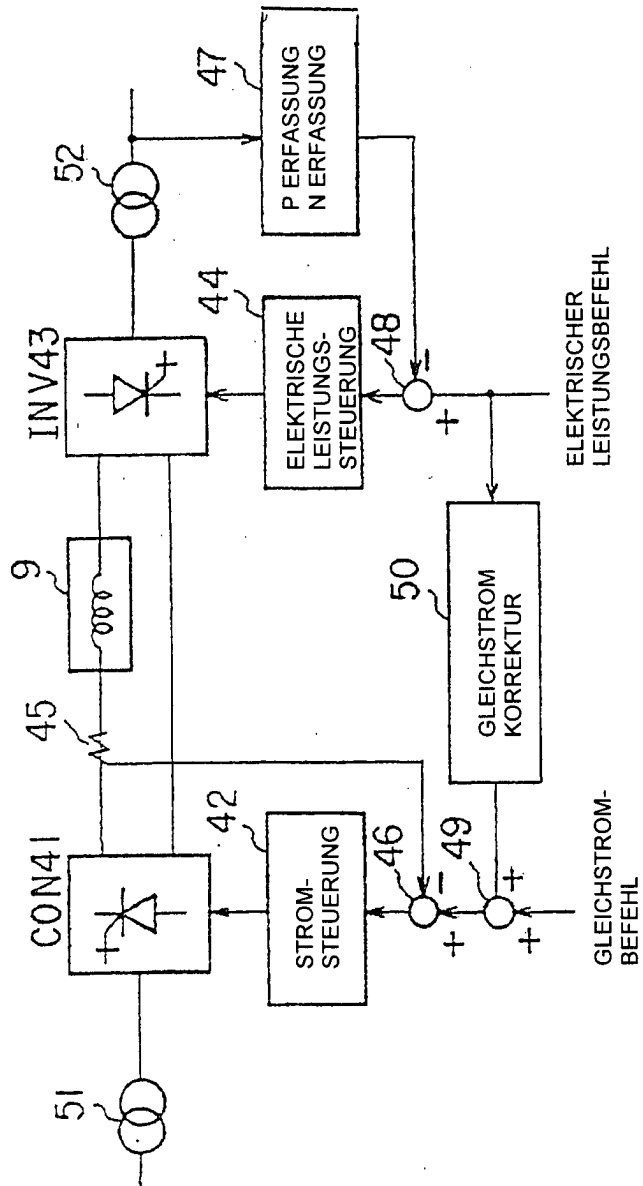 51
CON41
45
9
INV43
52
42
STROM-
STEUERUNG
44
ELEKTRISCHE
LEISTUNGS-
STEUERUNG
47
P ERFASSUNG
N ERFASSUNG
46
−
+
49
+
+
GLEICHSTROM-
BEFEHL
50
GLEICHSTROM
KORREKTUR
48
−
+
ELEKTRISCHER
LEISTUNGSBEFEHL